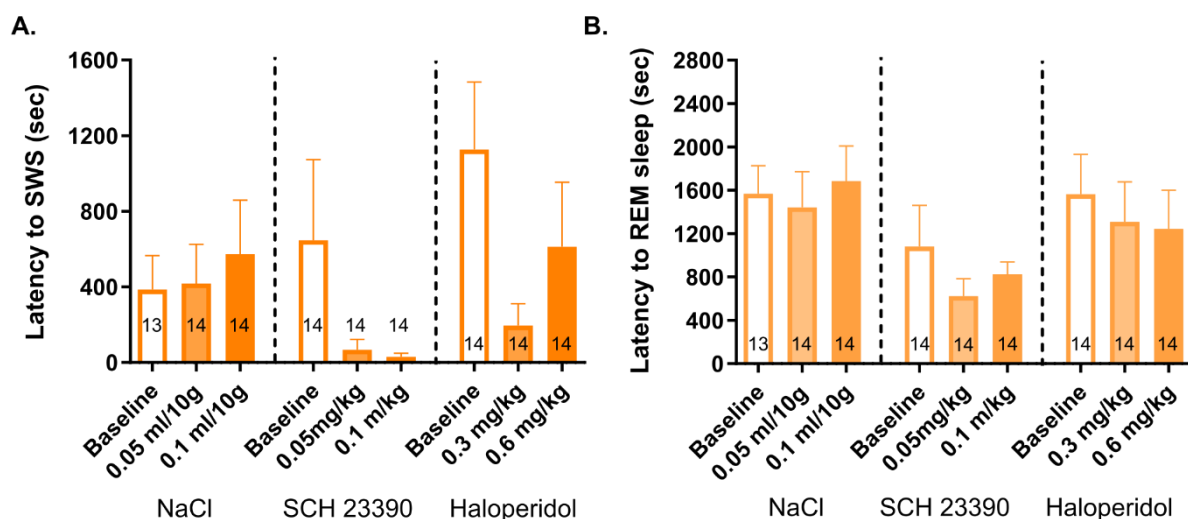 A.
Latency to SWS (sec)
1600
1200
800
400
0
13
14
14
14
14
14
14
14
14
Baseline
0.05 ml/10g
0.1 ml/10g
Baseline
0.05mg/kg
0.1 m/kg
Baseline
0.3 mg/kg
0.6 mg/kg
NaCl
SCH 23390
Haloperidol
B.
Latency to REM sleep (sec)
2800
2400
2000
1600
1200
800
400
0
13
14
14
14
14
14
14
14
14
Baseline
0.05 ml/10g
0.1 ml/10g
Baseline
0.05mg/kg
0.1 m/kg
Baseline
0.3 mg/kg
0.6 mg/kg
NaCl
SCH 23390
Haloperidol